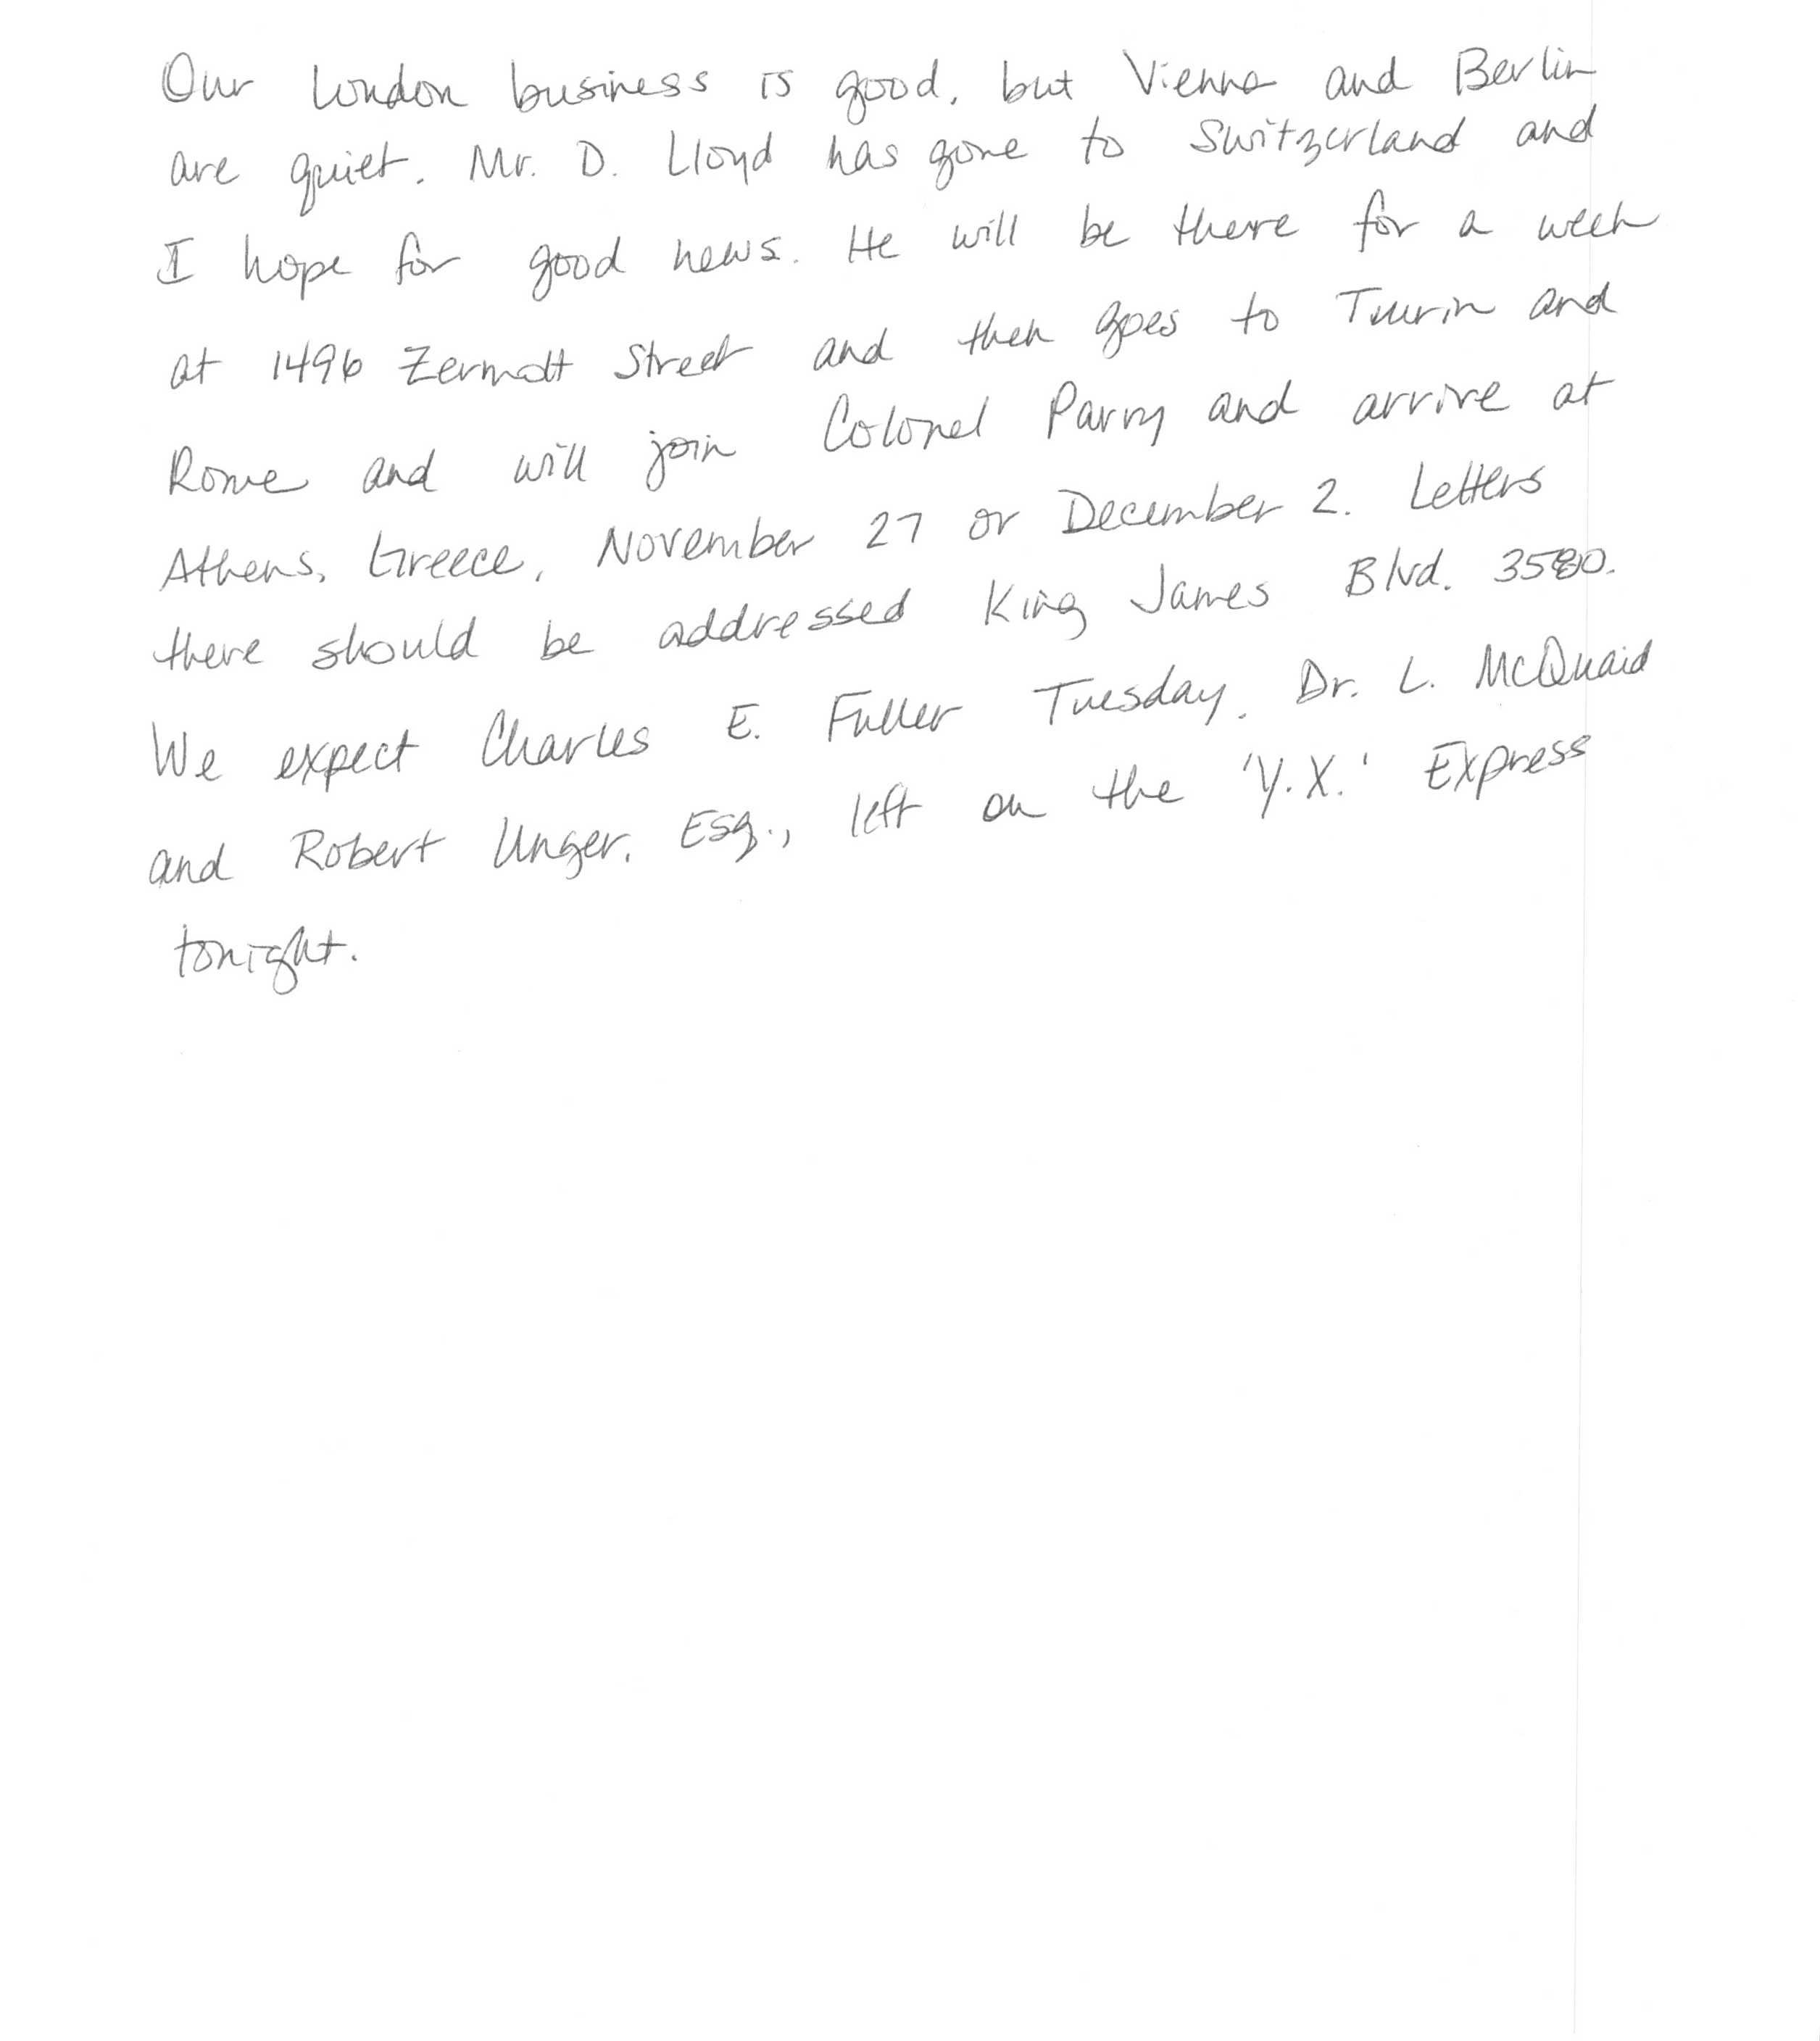 Our London business is good, but Vienna and Berlin
are quiet. Mr. D. Lloyd has gone to Switzerland and
I hope for good news. He will be there for a week
at 1496 Zermott Street and then goes to Turin and
Rome and will join Colonel Parry and arrive at
Athens, Greece, November 27 or December 2. Letters
there should be addressed King James Blvd. 3580.
We expect Charles E. Fuller Tuesday. Dr. L. McQuaid
and Robert Unger, Esq., left on the 'Y.X.' Express
tonight.